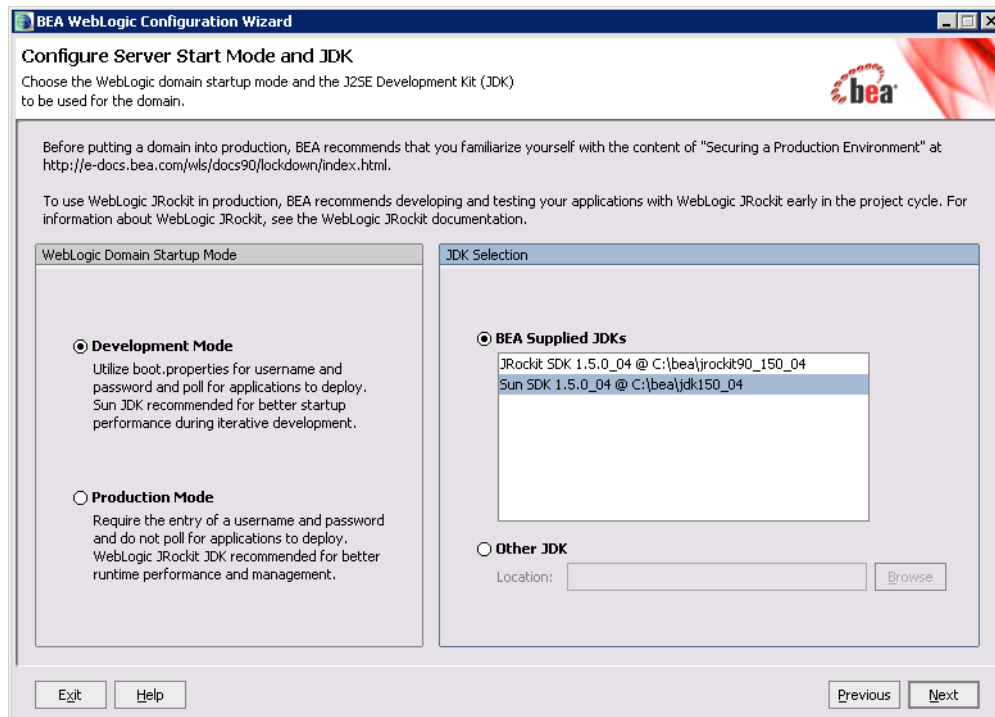 BEA WebLogic Configuration Wizard
Configure Server Start Mode and JDK
Choose the WebLogic domain startup mode and the J2SE Development Kit (JDK)
to be used for the domain.
bea
Before putting a domain into production, BEA recommends that you familiarize yourself with the content of "Securing a Production Environment" at
http://e-docs.bea.com/wls/docs90/lockdown/index.html.
To use WebLogic JRockit in production, BEA recommends developing and testing your applications with WebLogic JRockit early in the project cycle. For
information about WebLogic JRockit, see the WebLogic JRockit documentation.
WebLogic Domain Startup Mode
Development Mode
Utilize boot.properties for username and
password and poll for applications to deploy.
Sun JDK recommended for better startup
performance during iterative development.
Production Mode
Require the entry of a username and password
and do not poll for applications to deploy.
WebLogic JRockit JDK recommended for better
runtime performance and management.
JDK Selection
BEA Supplied JDKs
JRockit SDK 1.5.0_04 @ C:\bea\jrockit90_150_04
Sun SDK 1.5.0_04 @ C:\bea\jdk150_04
Other JDK
Location:
Browse
Exit
Help
Previous
Next